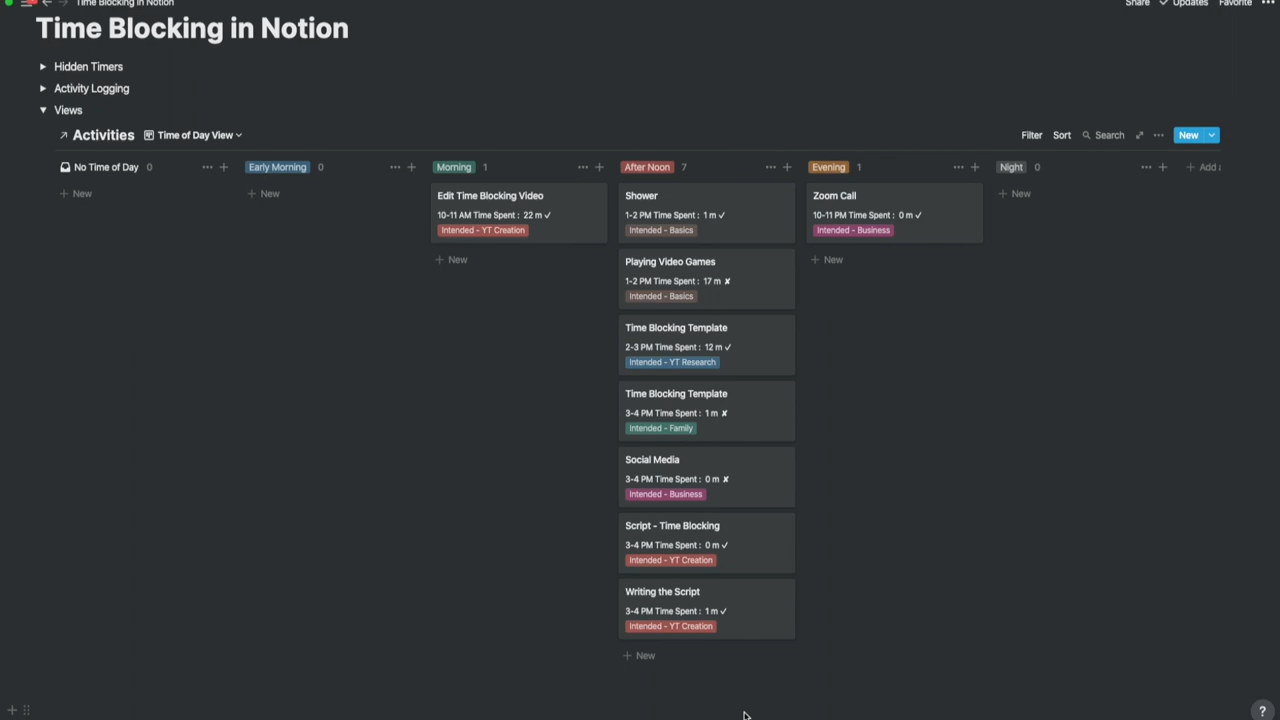 Time Blocking in Notion
Share ✓ Updates Favorite •••
Time Blocking in Notion
Hidden Timers
Activity Logging
Views
Activities Time of Day View
Filter Sort Search ••• New
No Time of Day 0 ••• +
Early Morning 0 ••• +
Morning 1 ••• +
After Noon 7 ••• +
Evening 1 ••• +
Night 0 ••• +
+ Add
+ New
+ New
Edit Time Blocking Video
10-11 AM Time Spent : 22 m ✓
Intended - YT Creation
+ New
Shower
1-2 PM Time Spent : 1 m ✓
Intended - Basics
Playing Video Games
1-2 PM Time Spent : 17 m ✘
Intended - Basics
Time Blocking Template
2-3 PM Time Spent : 12 m ✓
Intended - YT Research
Time Blocking Template
3-4 PM Time Spent : 1 m ✘
Intended - Family
Social Media
3-4 PM Time Spent : 0 m ✘
Intended - Business
Script - Time Blocking
3-4 PM Time Spent : 0 m ✓
Intended - YT Creation
Writing the Script
3-4 PM Time Spent : 1 m ✓
Intended - YT Creation
+ New
Zoom Call
10-11 PM Time Spent : 0 m ✓
Intended - Business
+ New
+ New
?